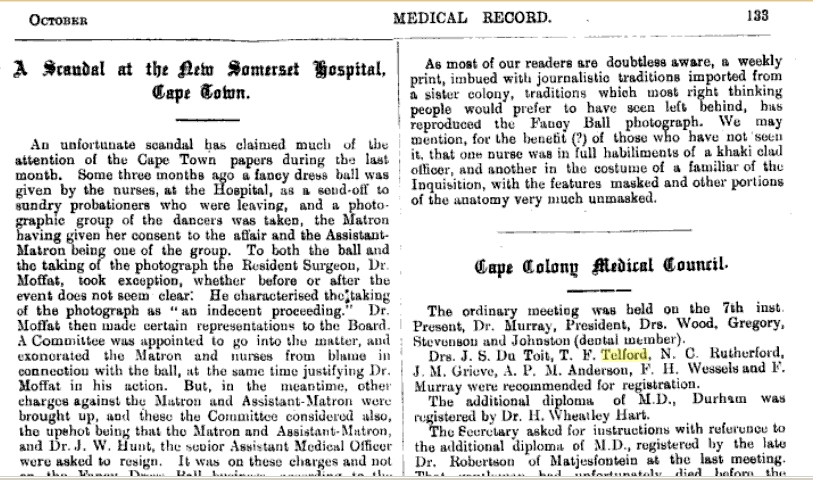 OCTOBER MEDICAL RECORD. 133
A Scandal at the New Somerset Hospital,
Cape Town.
An unfortunate scandal has claimed much of the
attention of the Cape Town papers during the last
month. Some three months ago a fancy dress ball was
given by the nurses, at the Hospital, as a send-off to
sundry probationers who were leaving, and a photo-
graphic group of the dancers was taken, the Matron
having given her consent to the affair and the Assistant-
Matron being one of the group. To both the ball and
the taking of the photograph the Resident Surgeon, Dr.
Moffat, took exception, whether before or after the
event does not seem clear. He characterised the taking
of the photograph as "an indecent proceeding." Dr.
Moffat then made certain representations to the Board.
A Committee was appointed to go into the matter, and
exonerated the Matron and nurses from blame in
connection with the ball, at the same time justifying Dr.
Moffat in his action. But, in the meantime, other
charges against the Matron and Assistant-Matron were
brought up, and these the Committee considered also,
the upshot being that the Matron and Assistant-Matron,
and Dr. J. W. Hunt, the senior Assistant Medical Officer
were asked to resign. It was on these charges and not
As most of our readers are doubtless aware, a weekly
print, imbued with journalistic traditions imported from
a sister colony, traditions which most right thinking
people would prefer to have seen left behind, has
reproduced the Fancy Ball photograph. We may
mention, for the benefit (?) of those who have not seen
it, that one nurse was in full habiliments of a khaki clad
officer, and another in the costume of a familiar of the
Inquisition, with the features masked and other portions
of the anatomy very much unmasked.
Cape Colony Medical Council.
The ordinary meeting was held on the 7th inst.
Present, Dr. Murray, President, Drs. Wood, Gregory,
Stevenson and Johnston (dental member).
Drs. J. S. Du Toit, T. F. Telford, N. C. Rutherford,
J. M. Grieve, A. P. M. Anderson, F. H. Wessels and F.
Murray were recommended for registration.
The additional diploma of M.D., Durham was
registered by Dr. H. Wheatley Hart.
The Secretary asked for instructions with reference to
the additional diploma of M.D., registered by the late
Dr. Robertson of Matjesfontein at the last meeting.